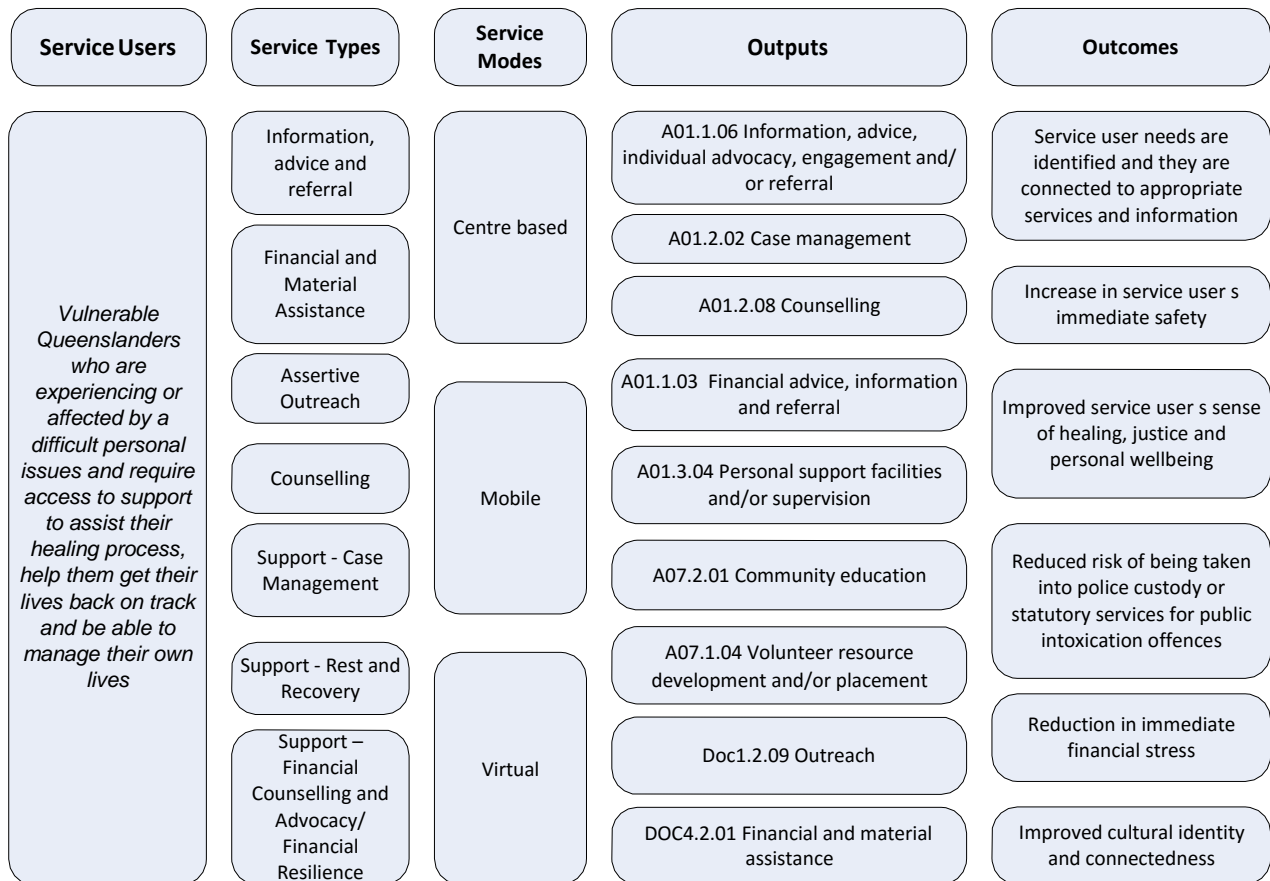 Service Users
Service Types
Service
Modes
Outputs
Outcomes
Vulnerable
Queenslanders
who are
experiencing or
affected by a
difficult personal
issues and require
access to support
to assist their
healing process,
help them get their
lives back on track
and be able to
manage their own
lives
Information,
advice and
referral
Financial and
Material
Assistance
Assertive
Outreach
Counselling
Support - Case
Management
Support - Rest and
Recovery
Support –
Financial
Counselling and
Advocacy/
Financial
Resilience
Centre based
Mobile
Virtual
A01.1.06 Information, advice,
individual advocacy, engagement and/
or referral
A01.2.02 Case management
A01.2.08 Counselling
A01.1.03 Financial advice, information
and referral
A01.3.04 Personal support facilities
and/or supervision
A07.2.01 Community education
A07.1.04 Volunteer resource
development and/or placement
Doc1.2.09 Outreach
DOC4.2.01 Financial and material
assistance
Service user needs are
identified and they are
connected to appropriate
services and information
Increase in service user s
immediate safety
Improved service user s sense
of healing, justice and
personal wellbeing
Reduced risk of being taken
into police custody or
statutory services for public
intoxication offences
Reduction in immediate
financial stress
Improved cultural identity
and connectedness